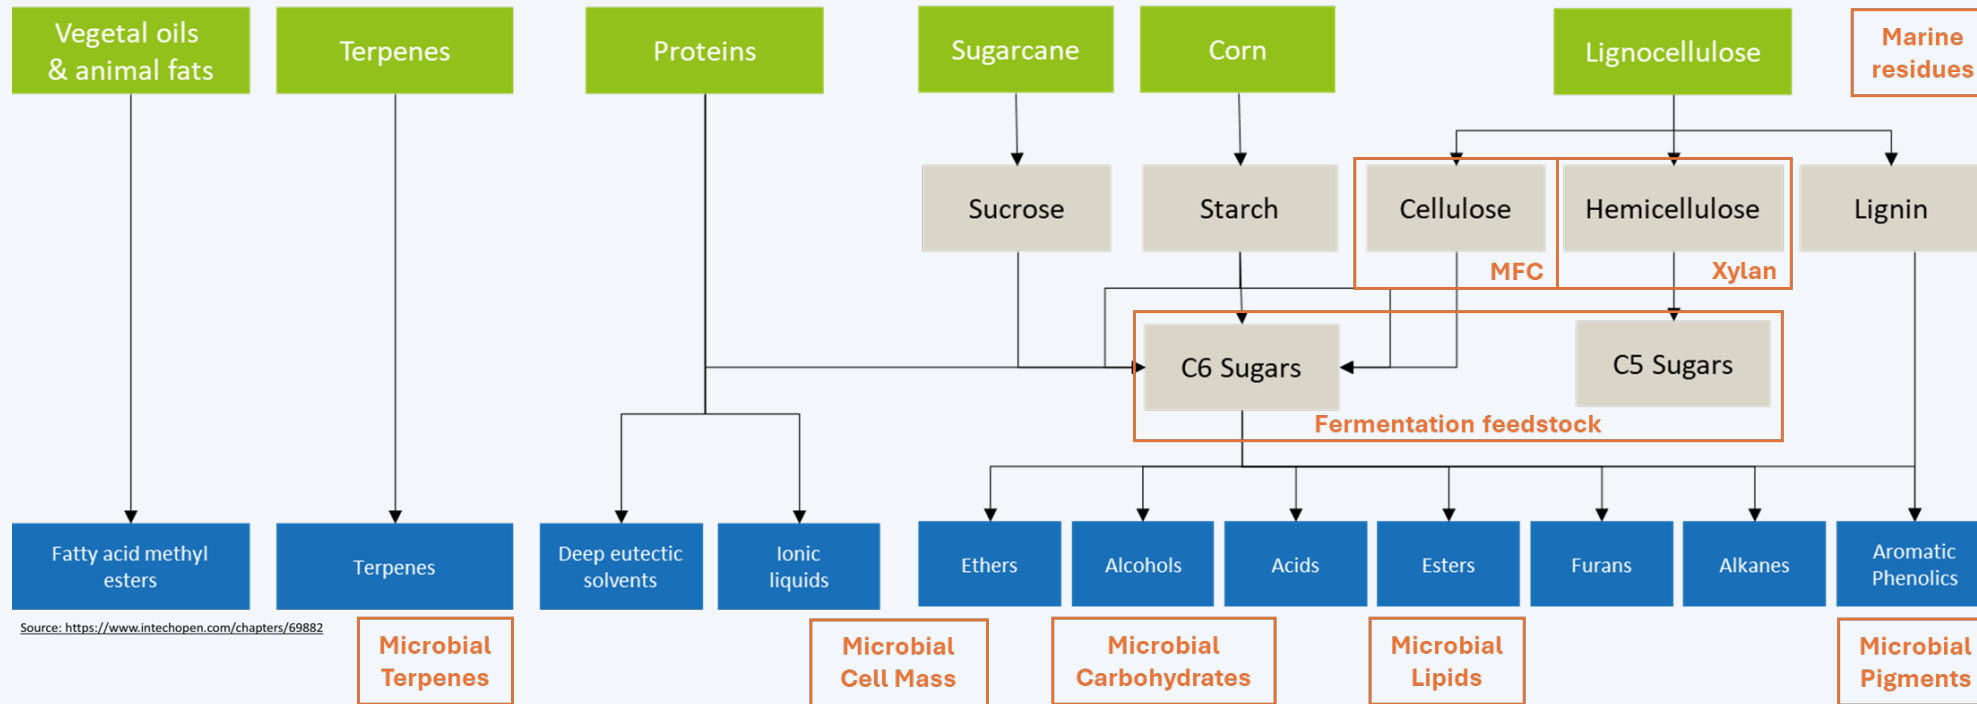 Vegetal oils
& animal fats
Terpenes
Proteins
Sugarcane
Corn
Lignocellulose
Marine
residues
Sucrose
Starch
Cellulose
Hemicellulose
Lignin
MFC
Xylan
C6 Sugars
C5 Sugars
Fermentation feedstock
Fatty acid methyl
esters
Terpenes
Deep eutectic
solvents
Ionic
liquids
Ethers
Alcohols
Acids
Esters
Furans
Alkanes
Aromatic
Phenolics
Source: https://www.intechopen.com/chapters/69882
Microbial
Terpenes
Microbial
Cell Mass
Microbial
Carbohydrates
Microbial
Lipids
Microbial
Pigments